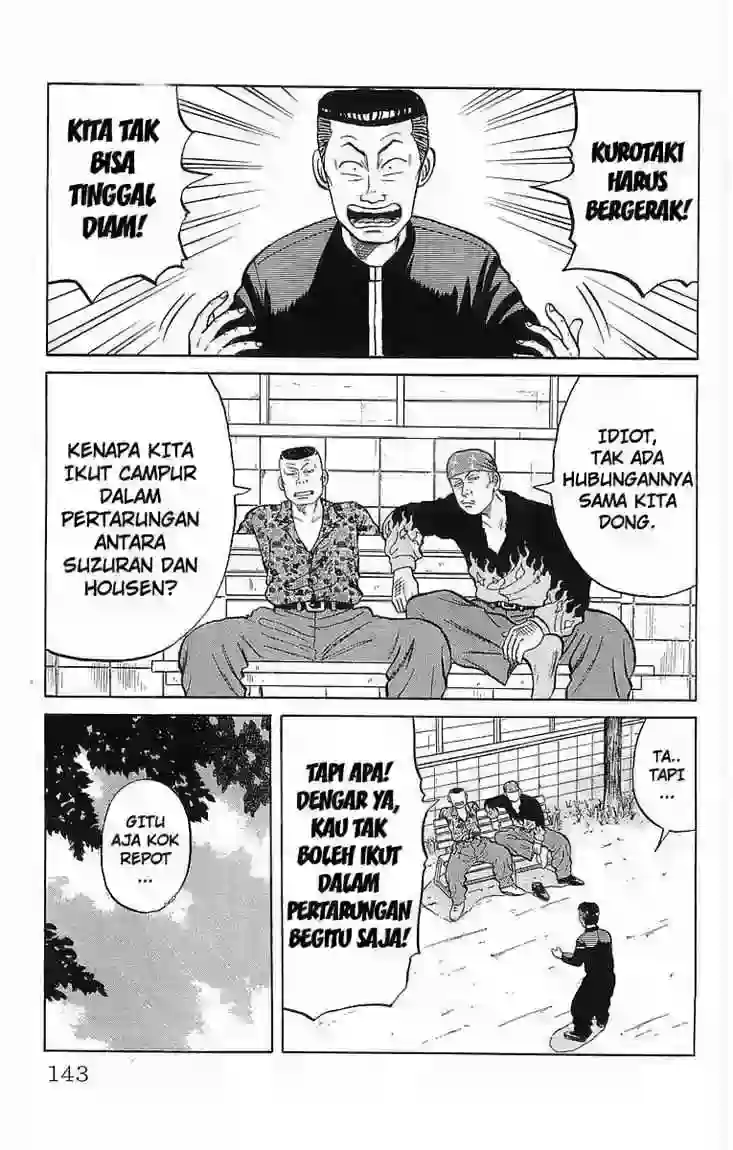 KUROTAKI
HARUS
BERGERAK!
KITA TAK
BISA
TINGGAL
DIAM!
IDIOT,
TAK ADA
HUBUNGANNYA
SAMA KITA
DONG.
KENAPA KITA
IKUT CAMPUR
DALAM
PERTARUNGAN
ANTARA
SUZURAN DAN
HOUSEN?
TA..
TAPI
...
TAPI APA!
DENGAR YA,
KAU TAK
BOLEH IKUT
DALAM
PERTARUNGAN
BEGITU SAJA!
GITU
AJA KOK
REPOT
...
143